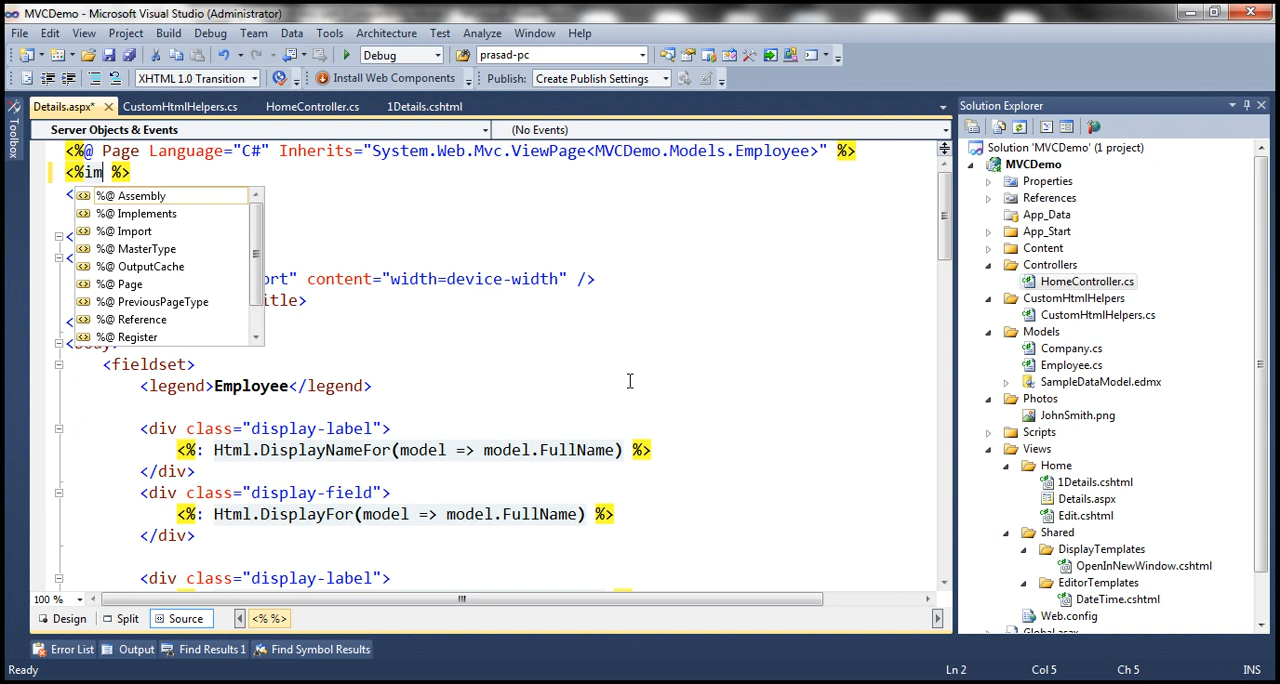 MVCDemo - Microsoft Visual Studio (Administrator)
File Edit View Project Build Debug Team Data Tools Architecture Test Analyze Window Help
Debug prasad-pc
XHTML 1.0 Transition Install Web Components Publish: Create Publish Settings
Details.aspx* CustomHtmlHelpers.cs HomeController.cs 1Details.cshtml
Server Objects & Events (No Events)
<%@ Page Language="C#" Inherits="System.Web.Mvc.ViewPage<MVCDemo.Models.Employee>" %>
<%im %>
<
%@ Assembly
%@ Implements
%@ Import
<
%@ MasterType
<
%@ OutputCache
ort" content="width=device-width" />
%@ Page
itle>
%@ PreviousPageType
%@ Reference
<
%@ Register
<fieldset>
<legend>Employee</legend>
<div class="display-label">
<%: Html.DisplayNameFor(model => model.FullName) %>
</div>
<div class="display-field">
<%: Html.DisplayFor(model => model.FullName) %>
</div>
<div class="display-label">
100 %
Design Split Source <% %>
Error List Output Find Results 1 Find Symbol Results
Ready Ln 2 Col 5 Ch 5 INS
Toolbox
Solution Explorer
Solution 'MVCDemo' (1 project)
MVCDemo
Properties
References
App_Data
App_Start
Content
Controllers
HomeController.cs
CustomHtmlHelpers
CustomHtmlHelpers.cs
Models
Company.cs
Employee.cs
SampleDataModel.edmx
Photos
JohnSmith.png
Scripts
Views
Home
1Details.cshtml
Details.aspx
Edit.cshtml
Shared
DisplayTemplates
OpenInNewWindow.cshtml
EditorTemplates
DateTime.cshtml
Web.config
Global.asax